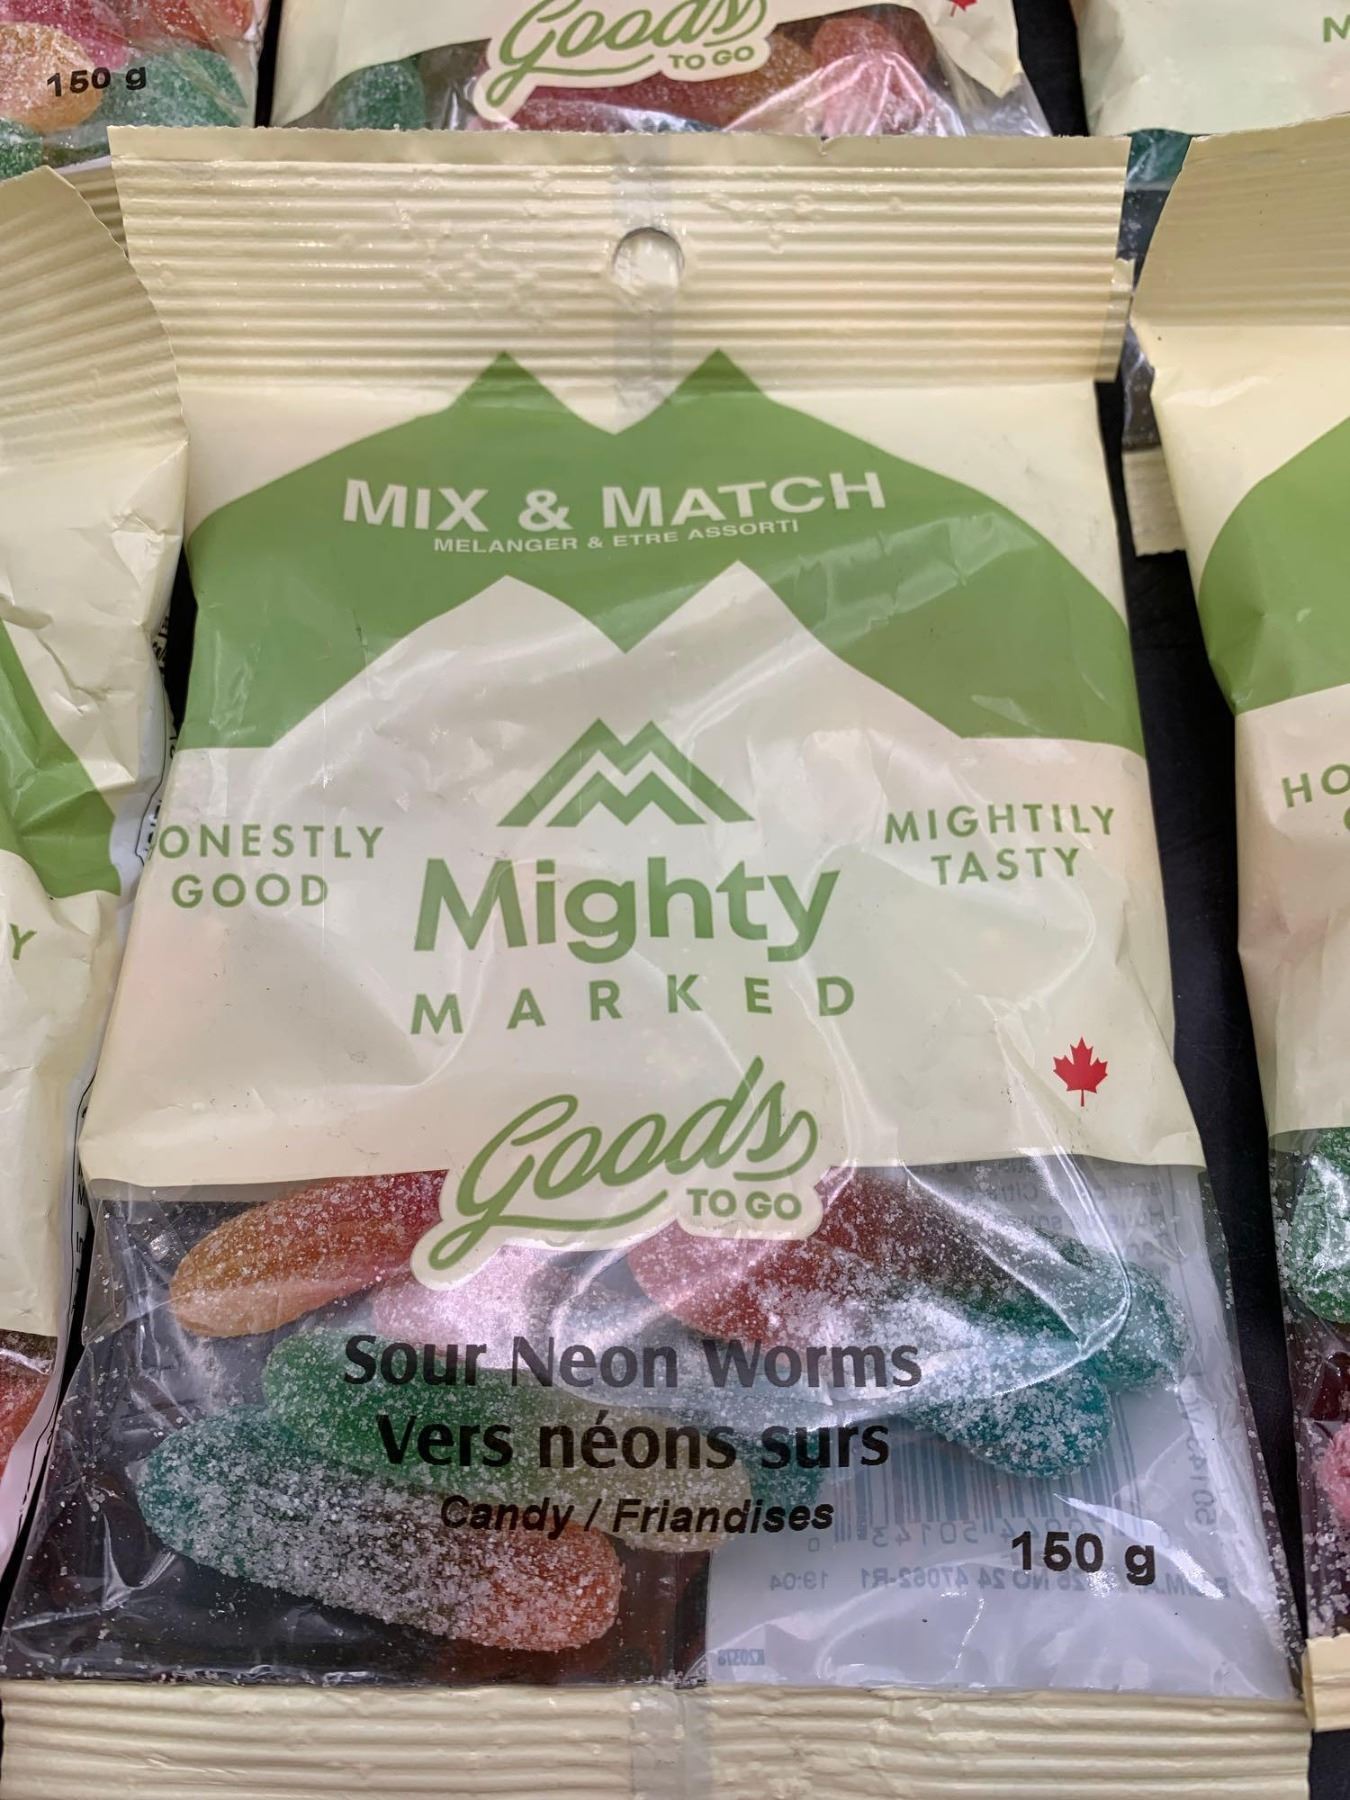 150 g
Goods
TO GO
MIX & MATCH
MELANGER & ETRE ASSORTI
ONESTLY
GOOD
Mighty
MARKED
MIGHTILY
TASTY
Goods
TO GO
Sour Neon Worms
Vers néons surs
Candy / Friandises
150 g
HO
Y